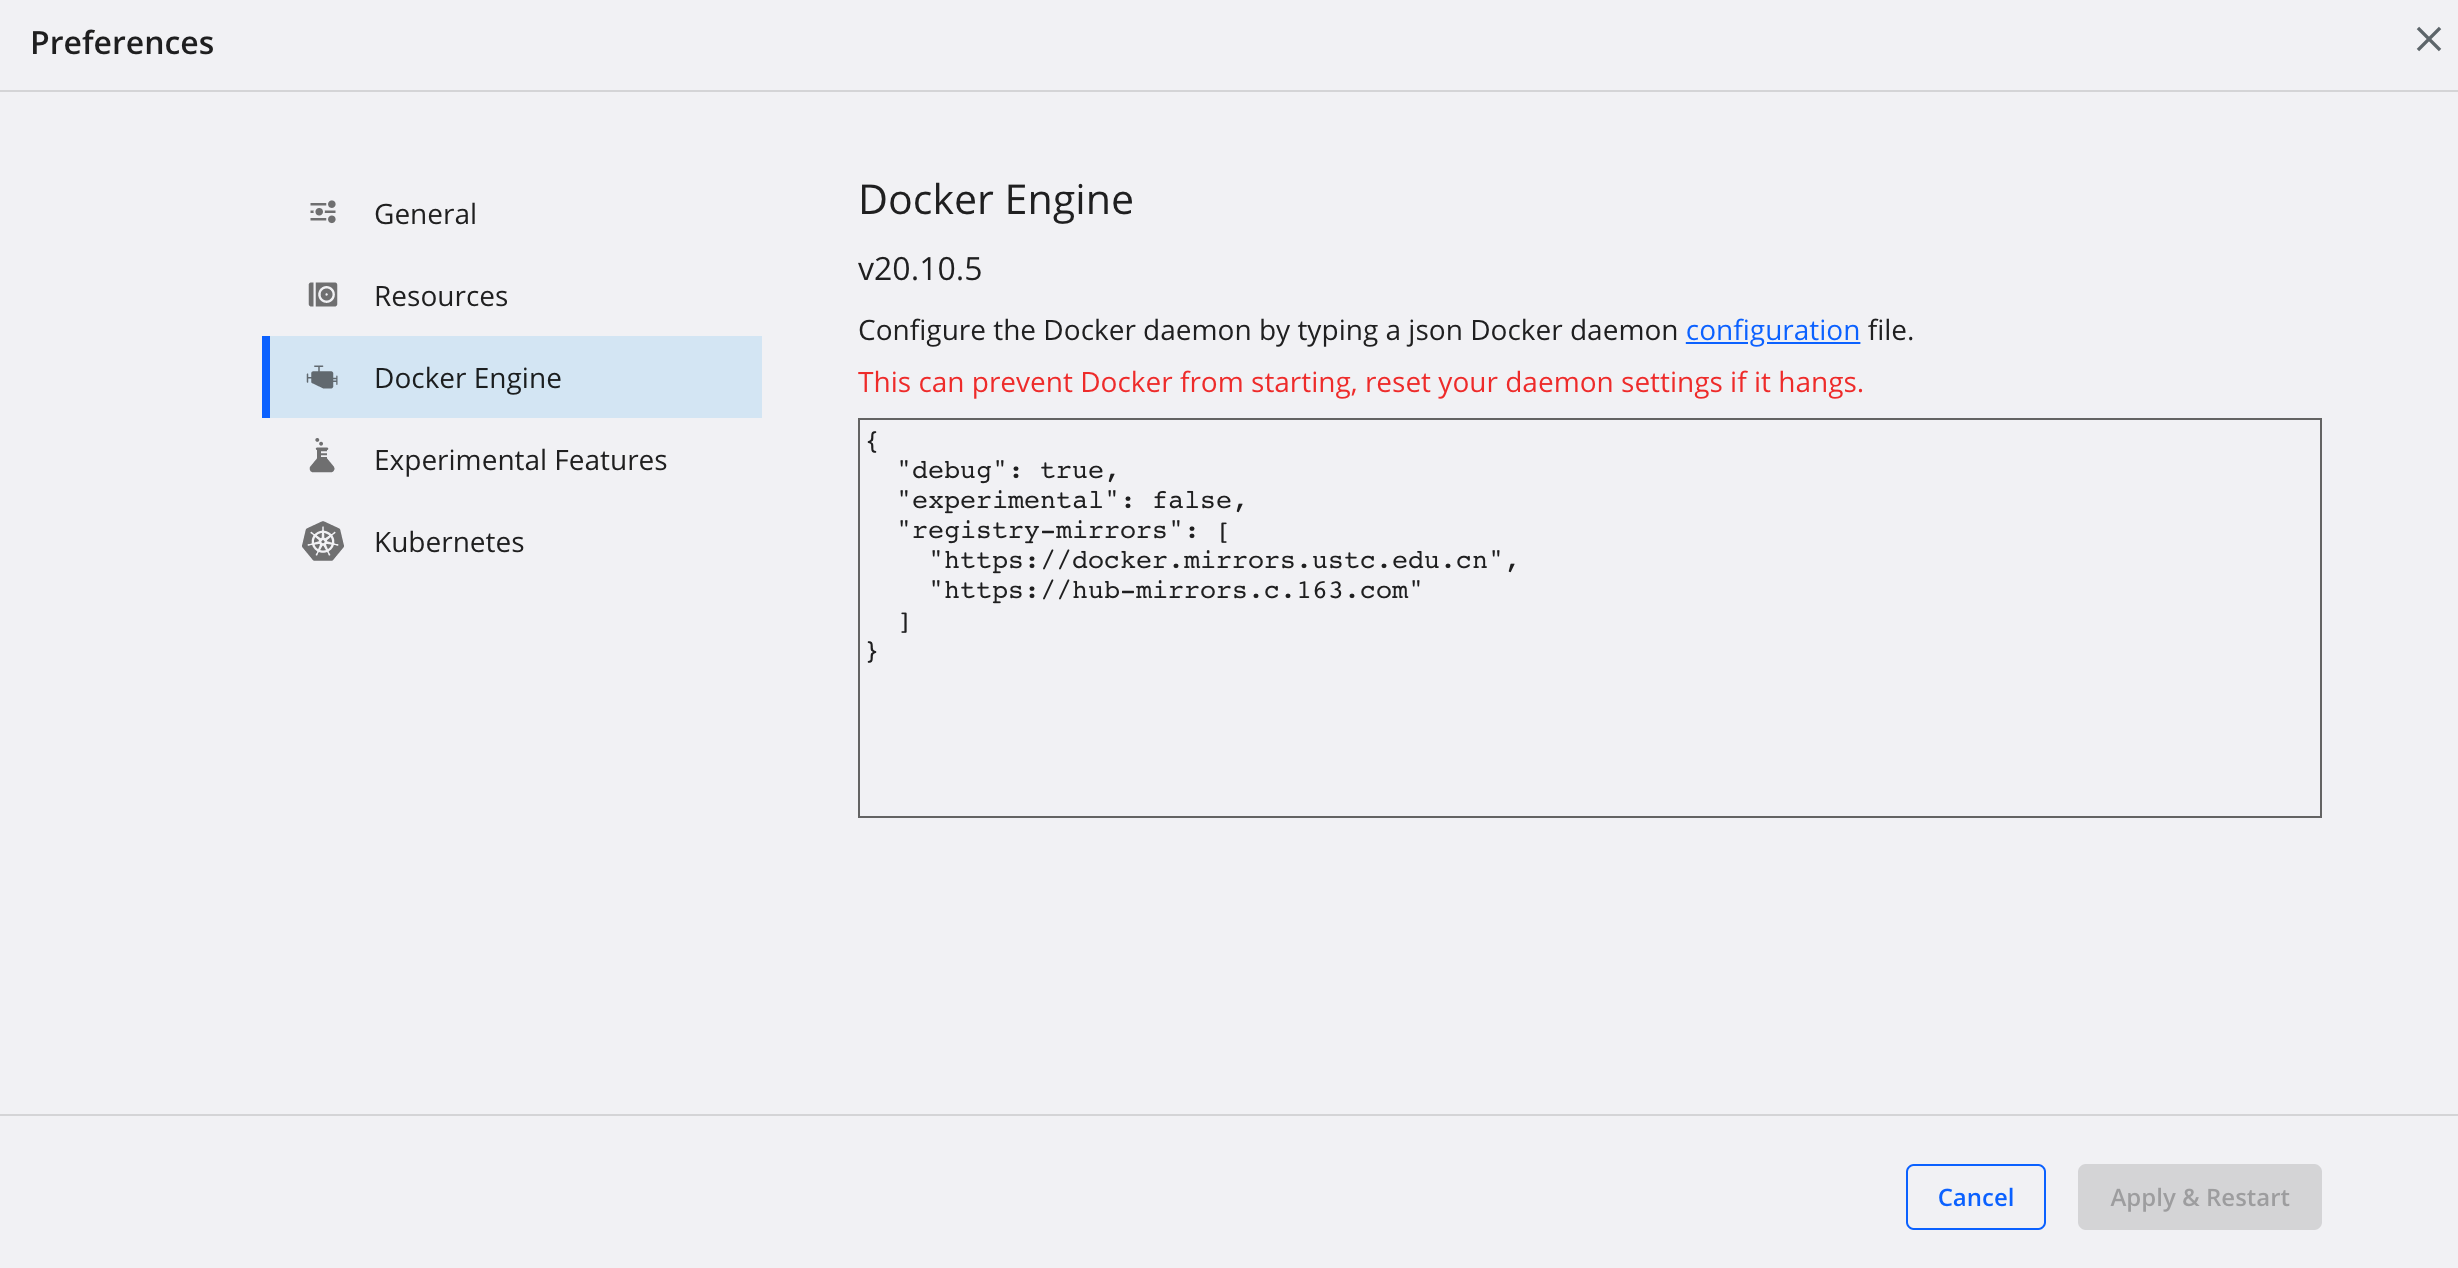 Preferences
General
Resources
Docker Engine
Experimental Features
Kubernetes
Docker Engine
v20.10.5
Configure the Docker daemon by typing a json Docker daemon configuration file.
This can prevent Docker from starting, reset your daemon settings if it hangs.
{
  "debug": true,
  "experimental": false,
  "registry-mirrors": [
    "https://docker.mirrors.ustc.edu.cn",
    "https://hub-mirrors.c.163.com"
  ]
}
Cancel
Apply & Restart